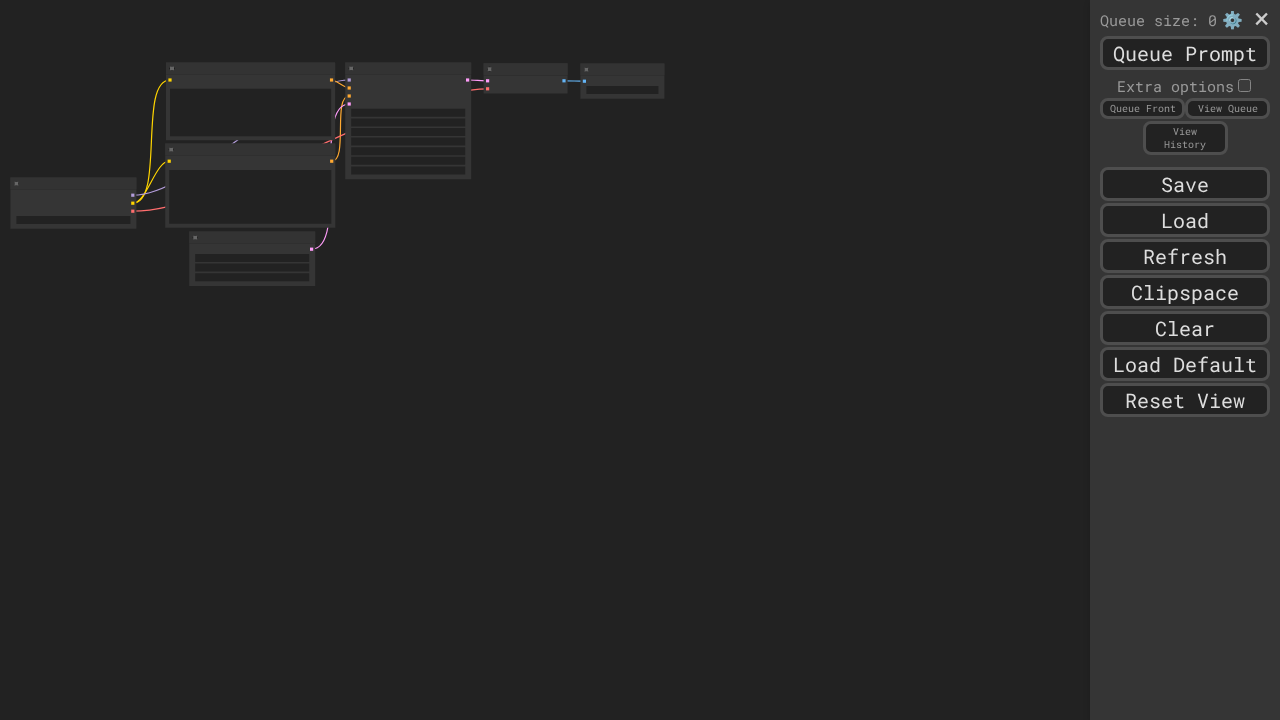 Queue size: 0
Queue Prompt
Extra options
Queue Front
View Queue
View
History
Save
Load
Refresh
Clipspace
Clear
Load Default
Reset View